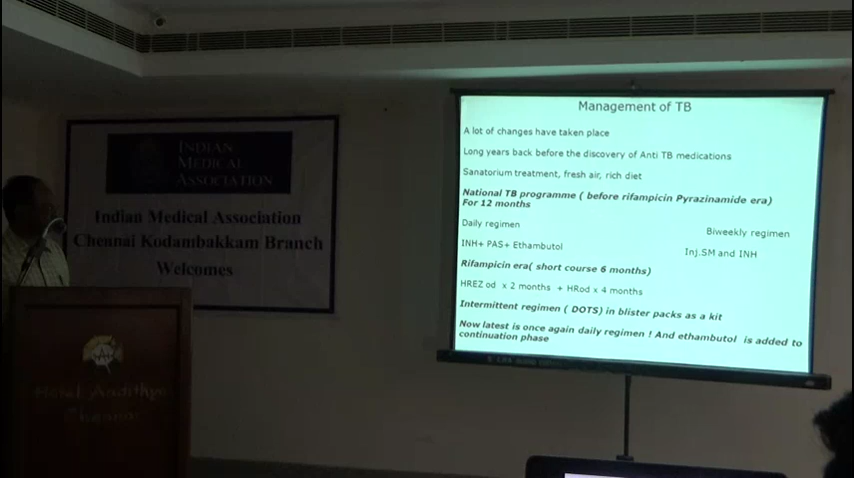 INDIAN
MEDICAL
ASSOCIATION
Indian Medical Association
Chennai Kodambakkam Branch
Welcomes
Management of TB
A lot of changes have taken place
Long years back before the discovery of Anti TB medications
Sanatorium treatment, fresh air, rich diet
National TB programme ( before rifampicin Pyrazinamide era)
For 12 months
Daily regimen
Biweekly regimen
INH+ PAS+ Ethambutol
Inj.SM and INH
Rifampicin era( short course 6 months)
HREZ od x 2 months + HRod x 4 months
Intermittent regimen ( DOTS) in blister packs as a kit
Now latest is once again daily regimen ! And ethambutol is added to
continuation phase
Hotel